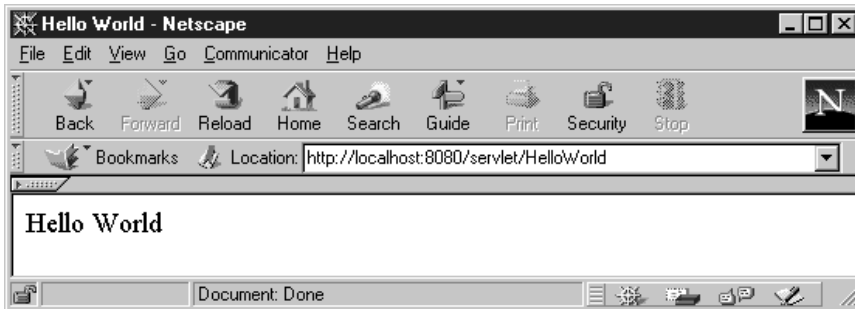 Hello World - Netscape
File Edit View Go Communicator Help
Back Forward Reload Home Search Guide Print Security Stop
N
Bookmarks Location: http://localhost:8080/servlet/HelloWorld
Hello World
Document: Done